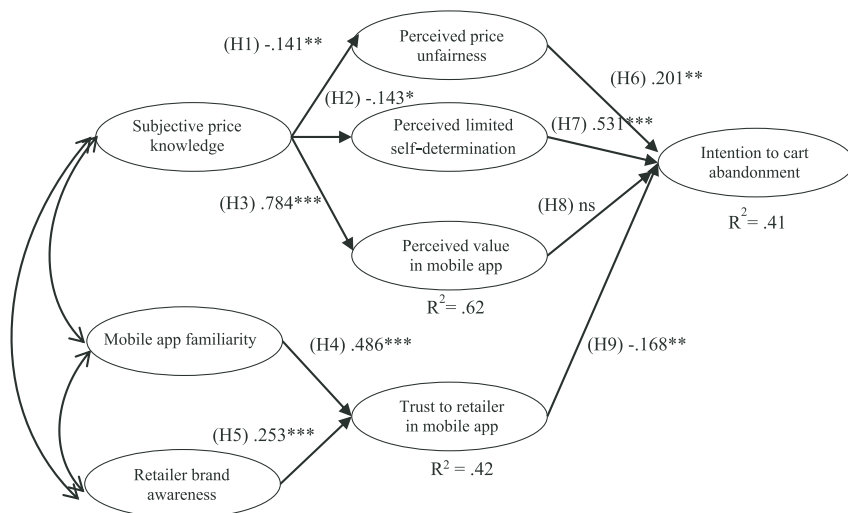 Perceived price
unfairness
(H1) -.141**
(H6) .201**
(H2) -.143*
Subjective price
knowledge
Perceived limited
self-determination
(H7) .531***
Intention to cart
abandonment
R² = .41
(H3) .784***
(H8) ns
Perceived value
in mobile app
R² = .62
Mobile app familiarity
(H4) .486***
(H9) -.168**
Trust to retailer
in mobile app
(H5) .253***
R² = .42
Retailer brand
awareness